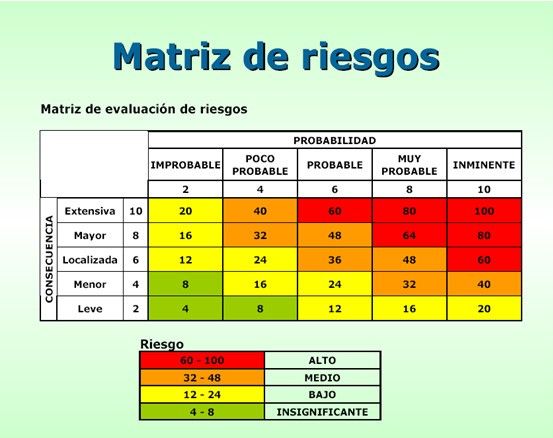 Matriz de riesgos
Matriz de evaluación de riesgos
PROBABILIDAD
IMPROBABLE POCO PROBABLE PROBABLE MUY PROBABLE INMINENTE
2 4 6 8 10
CONSECUENCIA
Extensiva 10 20 40 60 80 100
Mayor 8 16 32 48 64 80
Localizada 6 12 24 36 48 60
Menor 4 8 16 24 32 40
Leve 2 4 8 12 16 20
Riesgo
60 - 100 ALTO
32 - 48 MEDIO
12 - 24 BAJO
4 - 8 INSIGNIFICANTE